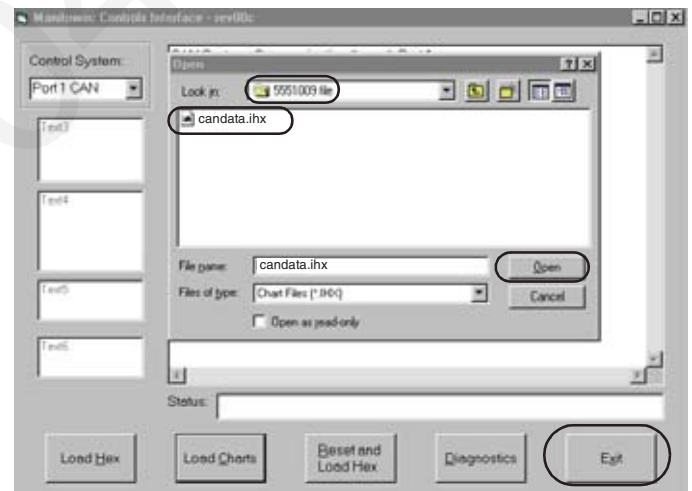 Manitowoc Controls Interface - rev00c
Control System:
Port 1 CAN
Text3
Text4
Text5
Text6
Open
Look in:
5551009 file
candata.ihx
File name:
candata.ihx
Open
Files of type:
Chart Files (*.IHX)
Cancel
Open as read-only
Status:
Load Hex
Load Charts
Reset and
Load Hex
Diagnostics
Exit